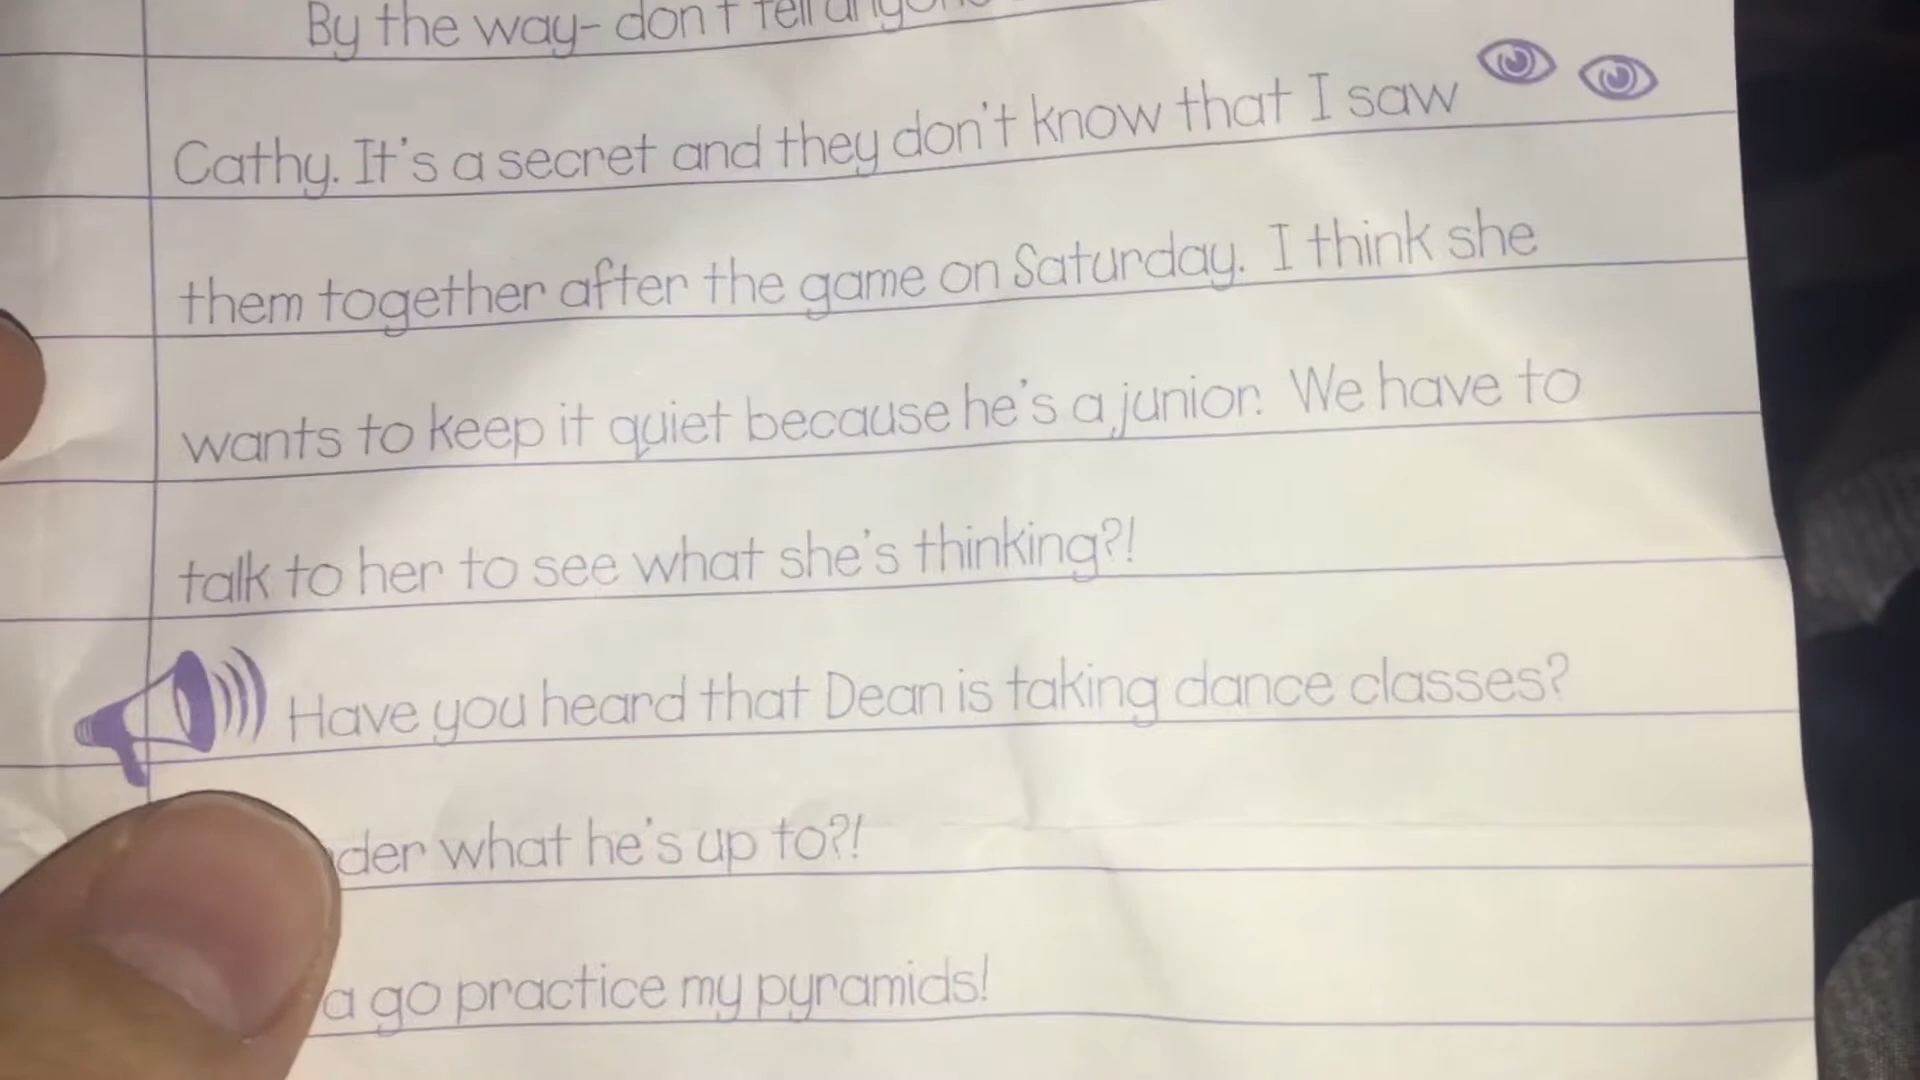 By the way- don't tell anyone
Cathy. It's a secret and they don't know that I saw
them together after the game on Saturday. I think she
wants to keep it quiet because he's a junior. We have to
talk to her to see what she's thinking?!
Have you heard that Dean is taking dance classes?
what he's up to?!
go practice my pyramids!